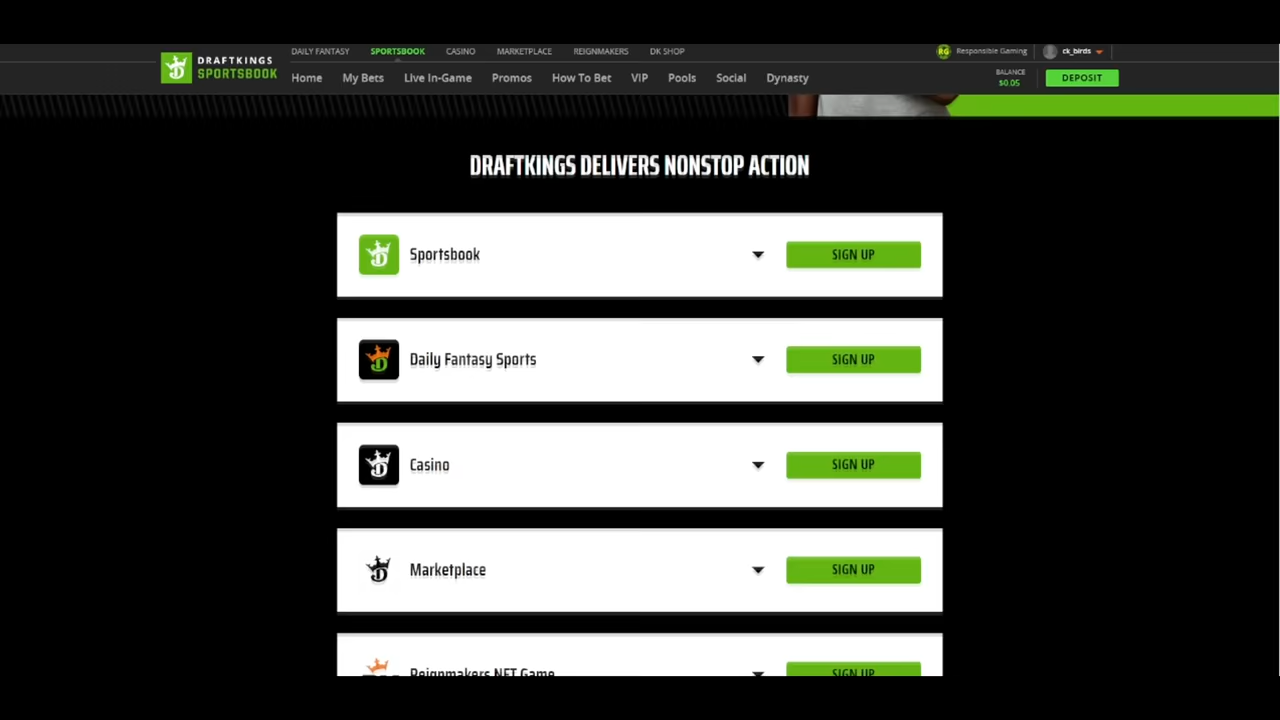 DAILY FANTASY SPORTSBOOK CASINO MARKETPLACE REIGNMAKERS DK SHOP
RG Responsible Gaming ck_birds
DRAFTKINGS
SPORTSBOOK
Home My Bets Live In-Game Promos How To Bet VIP Pools Social Dynasty
BALANCE
$0.05
DEPOSIT
DRAFTKINGS DELIVERS NONSTOP ACTION
Sportsbook SIGN UP
Daily Fantasy Sports SIGN UP
Casino SIGN UP
Marketplace SIGN UP
Reignmakers NFT Game SIGN UP